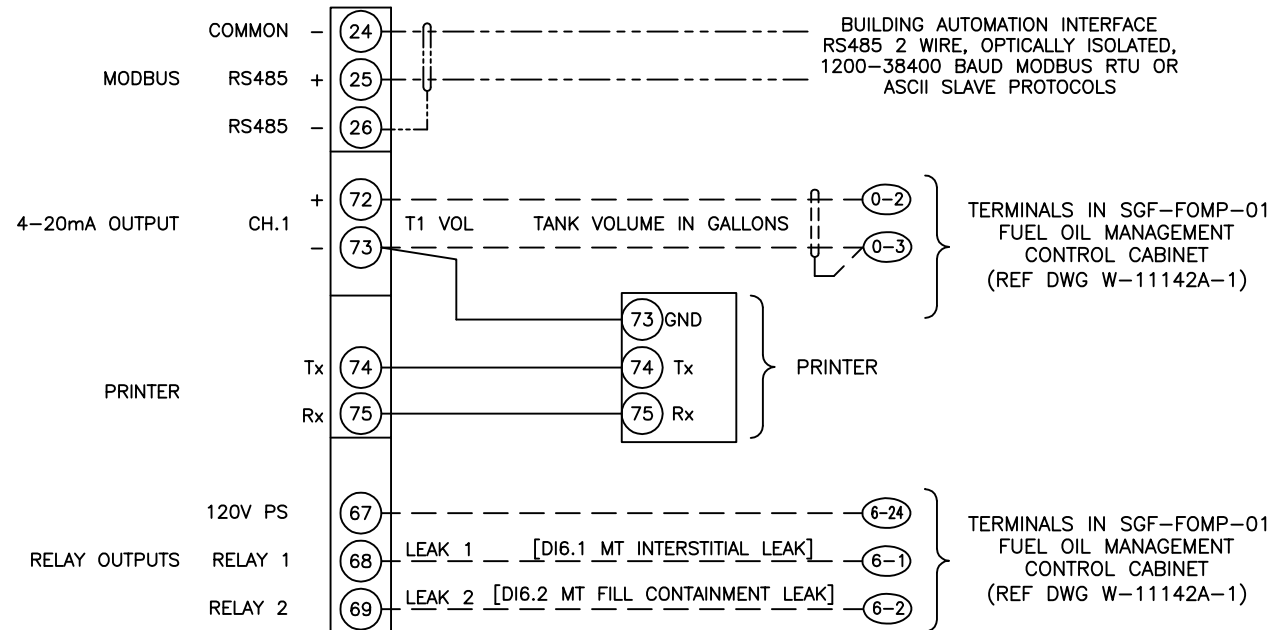 COMMON − 24
BUILDING AUTOMATION INTERFACE
RS485 2 WIRE, OPTICALLY ISOLATED,
1200−38400 BAUD MODBUS RTU OR
ASCII SLAVE PROTOCOLS
MODBUS RS485 + 25
RS485 − 26
+ 72 0−2
4−20mA OUTPUT CH.1 T1 VOL TANK VOLUME IN GALLONS
− 73 0−3
TERMINALS IN SGF−FOMP−01
FUEL OIL MANAGEMENT
CONTROL CABINET
(REF DWG W−11142A−1)
73 GND
PRINTER
Tx 74 74 Tx
Rx 75 75 Rx
PRINTER
120V PS 67 6−24
RELAY OUTPUTS RELAY 1 68 LEAK 1 [DI6.1 MT INTERSTITIAL LEAK] 6−1
RELAY 2 69 LEAK 2 [DI6.2 MT FILL CONTAINMENT LEAK] 6−2
TERMINALS IN SGF−FOMP−01
FUEL OIL MANAGEMENT
CONTROL CABINET
(REF DWG W−11142A−1)